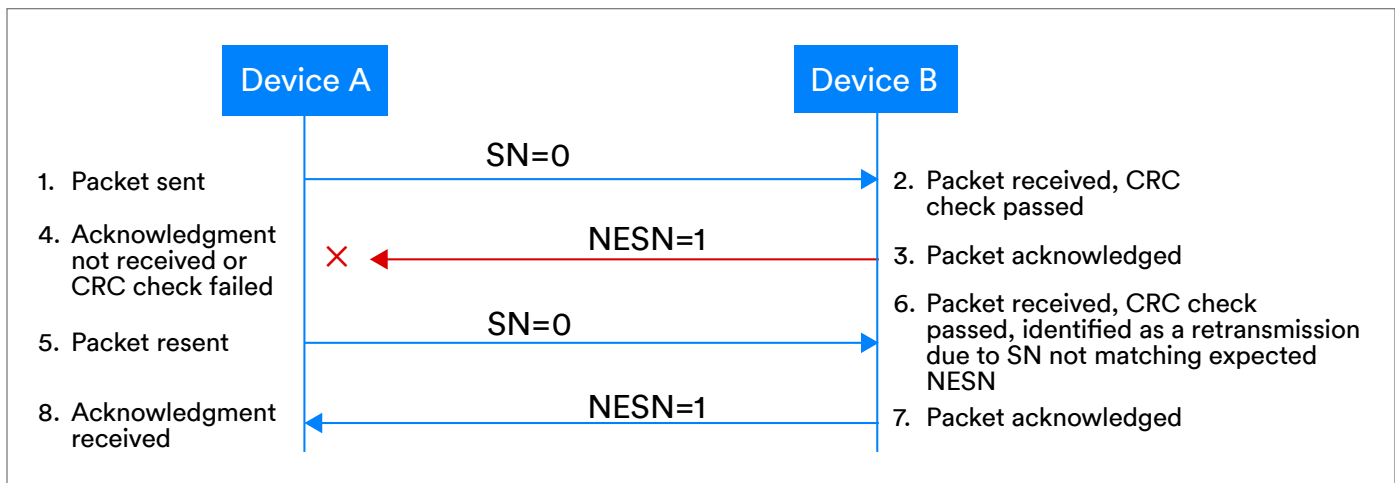 Device A
Device B
SN=0
1. Packet sent
2. Packet received, CRC
check passed
4. Acknowledgment
not received or
CRC check failed
NESN=1
3. Packet acknowledged
SN=0
5. Packet resent
6. Packet received, CRC check
passed, identified as a retransmission
due to SN not matching expected
NESN
NESN=1
8. Acknowledgment
received
7. Packet acknowledged